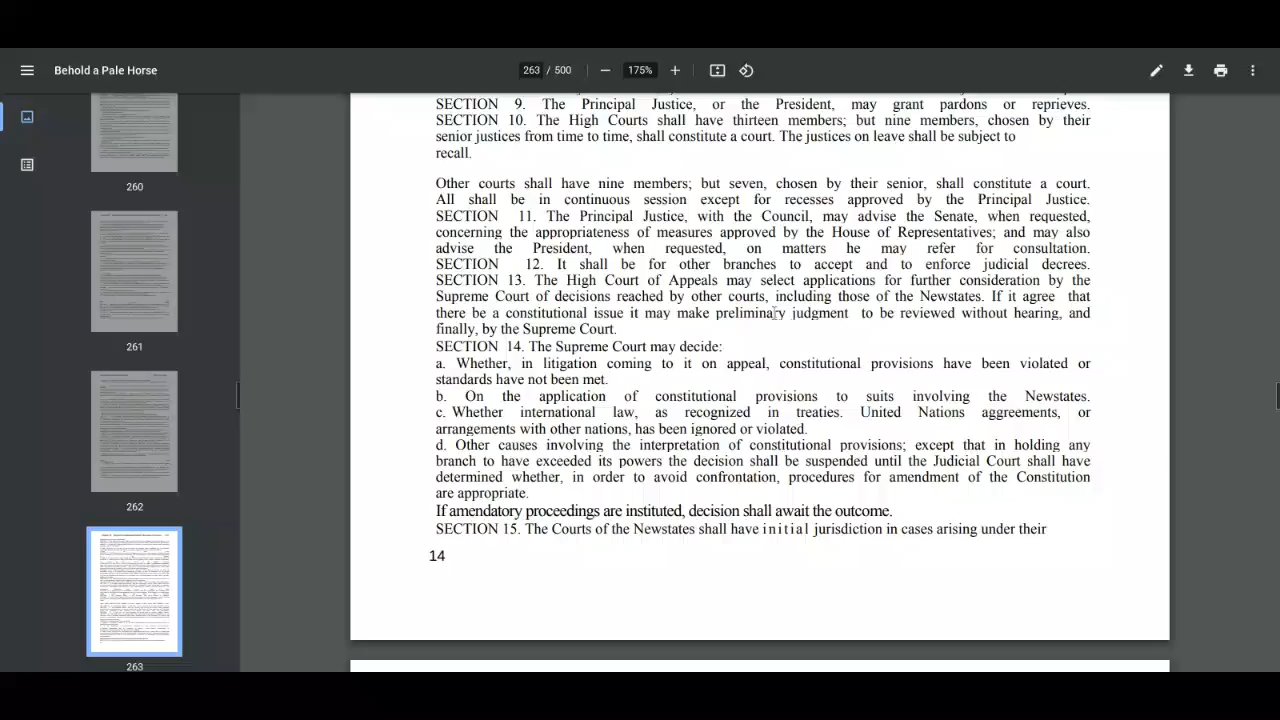 Behold a Pale Horse
263 / 500
175%
SECTION 9. The Principal Justice, or the President, may grant pardons or reprieves.
SECTION 10. The High Courts shall have thirteen members; but nine members, chosen by their
senior justices from time to time, shall constitute a court. The justices on leave shall be subject to
recall.
Other courts shall have nine members; but seven, chosen by their senior, shall constitute a court.
All shall be in continuous session except for recesses approved by the Principal Justice.
SECTION 11. The Principal Justice, with the Council, may advise the Senate, when requested,
concerning the appropriateness of measures approved by the House of Representatives; and may also
advise the President, when requested, on matters he may refer for consultation.
SECTION 12. It shall be for other branches to accept and to enforce judicial decrees.
SECTION 13. The High Court of Appeals may select applications for further consideration by the
Supreme Court of decisions reached by other courts, including those of the Newstates. If it agree that
there be a constitutional issue it may make preliminary judgment to be reviewed without hearing, and
finally, by the Supreme Court.
SECTION 14. The Supreme Court may decide:
a. Whether, in litigation coming to it on appeal, constitutional provisions have been violated or
standards have not been met.
b. On the application of constitutional provisions to suits involving the Newstates.
c. Whether international law, as recognized in treaties. United Nations aggreements, or
arrangements with other nations, has been ignored or violated.
d. Other causes involving the interpretation of constitutional provisions; except that in holding any
branch to have exceeded its powers the decision shall be suspended until the Judicial Court shall have
determined whether, in order to avoid confrontation, procedures for amendment of the Constitution
are appropriate.
If amendatory proceedings are instituted, decision shall await the outcome.
SECTION 15. The Courts of the Newstates shall have initial jurisdiction in cases arising under their
14
260
261
262
263